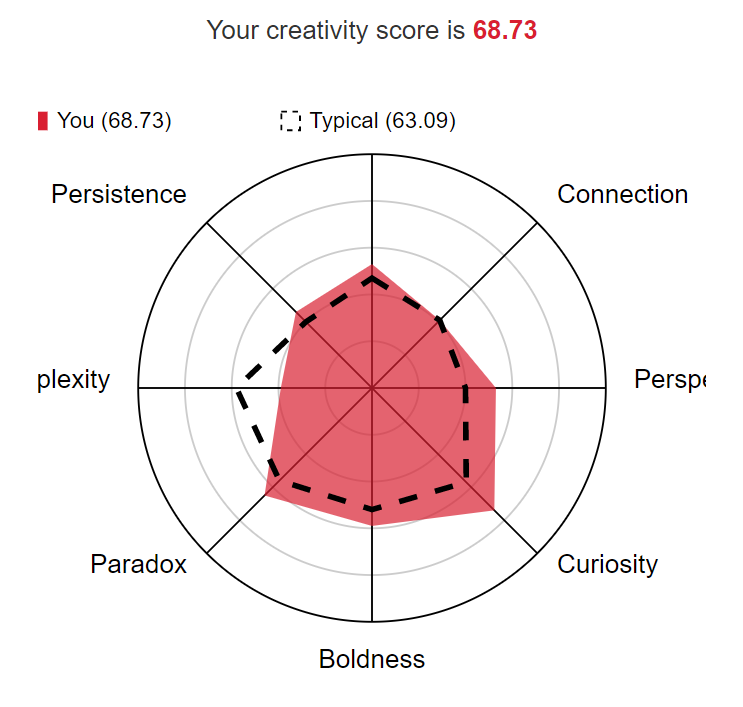 Your creativity score is 68.73
You (68.73) Typical (63.09)
Persistence Connection
plexity Perspe
Paradox Curiosity
Boldness